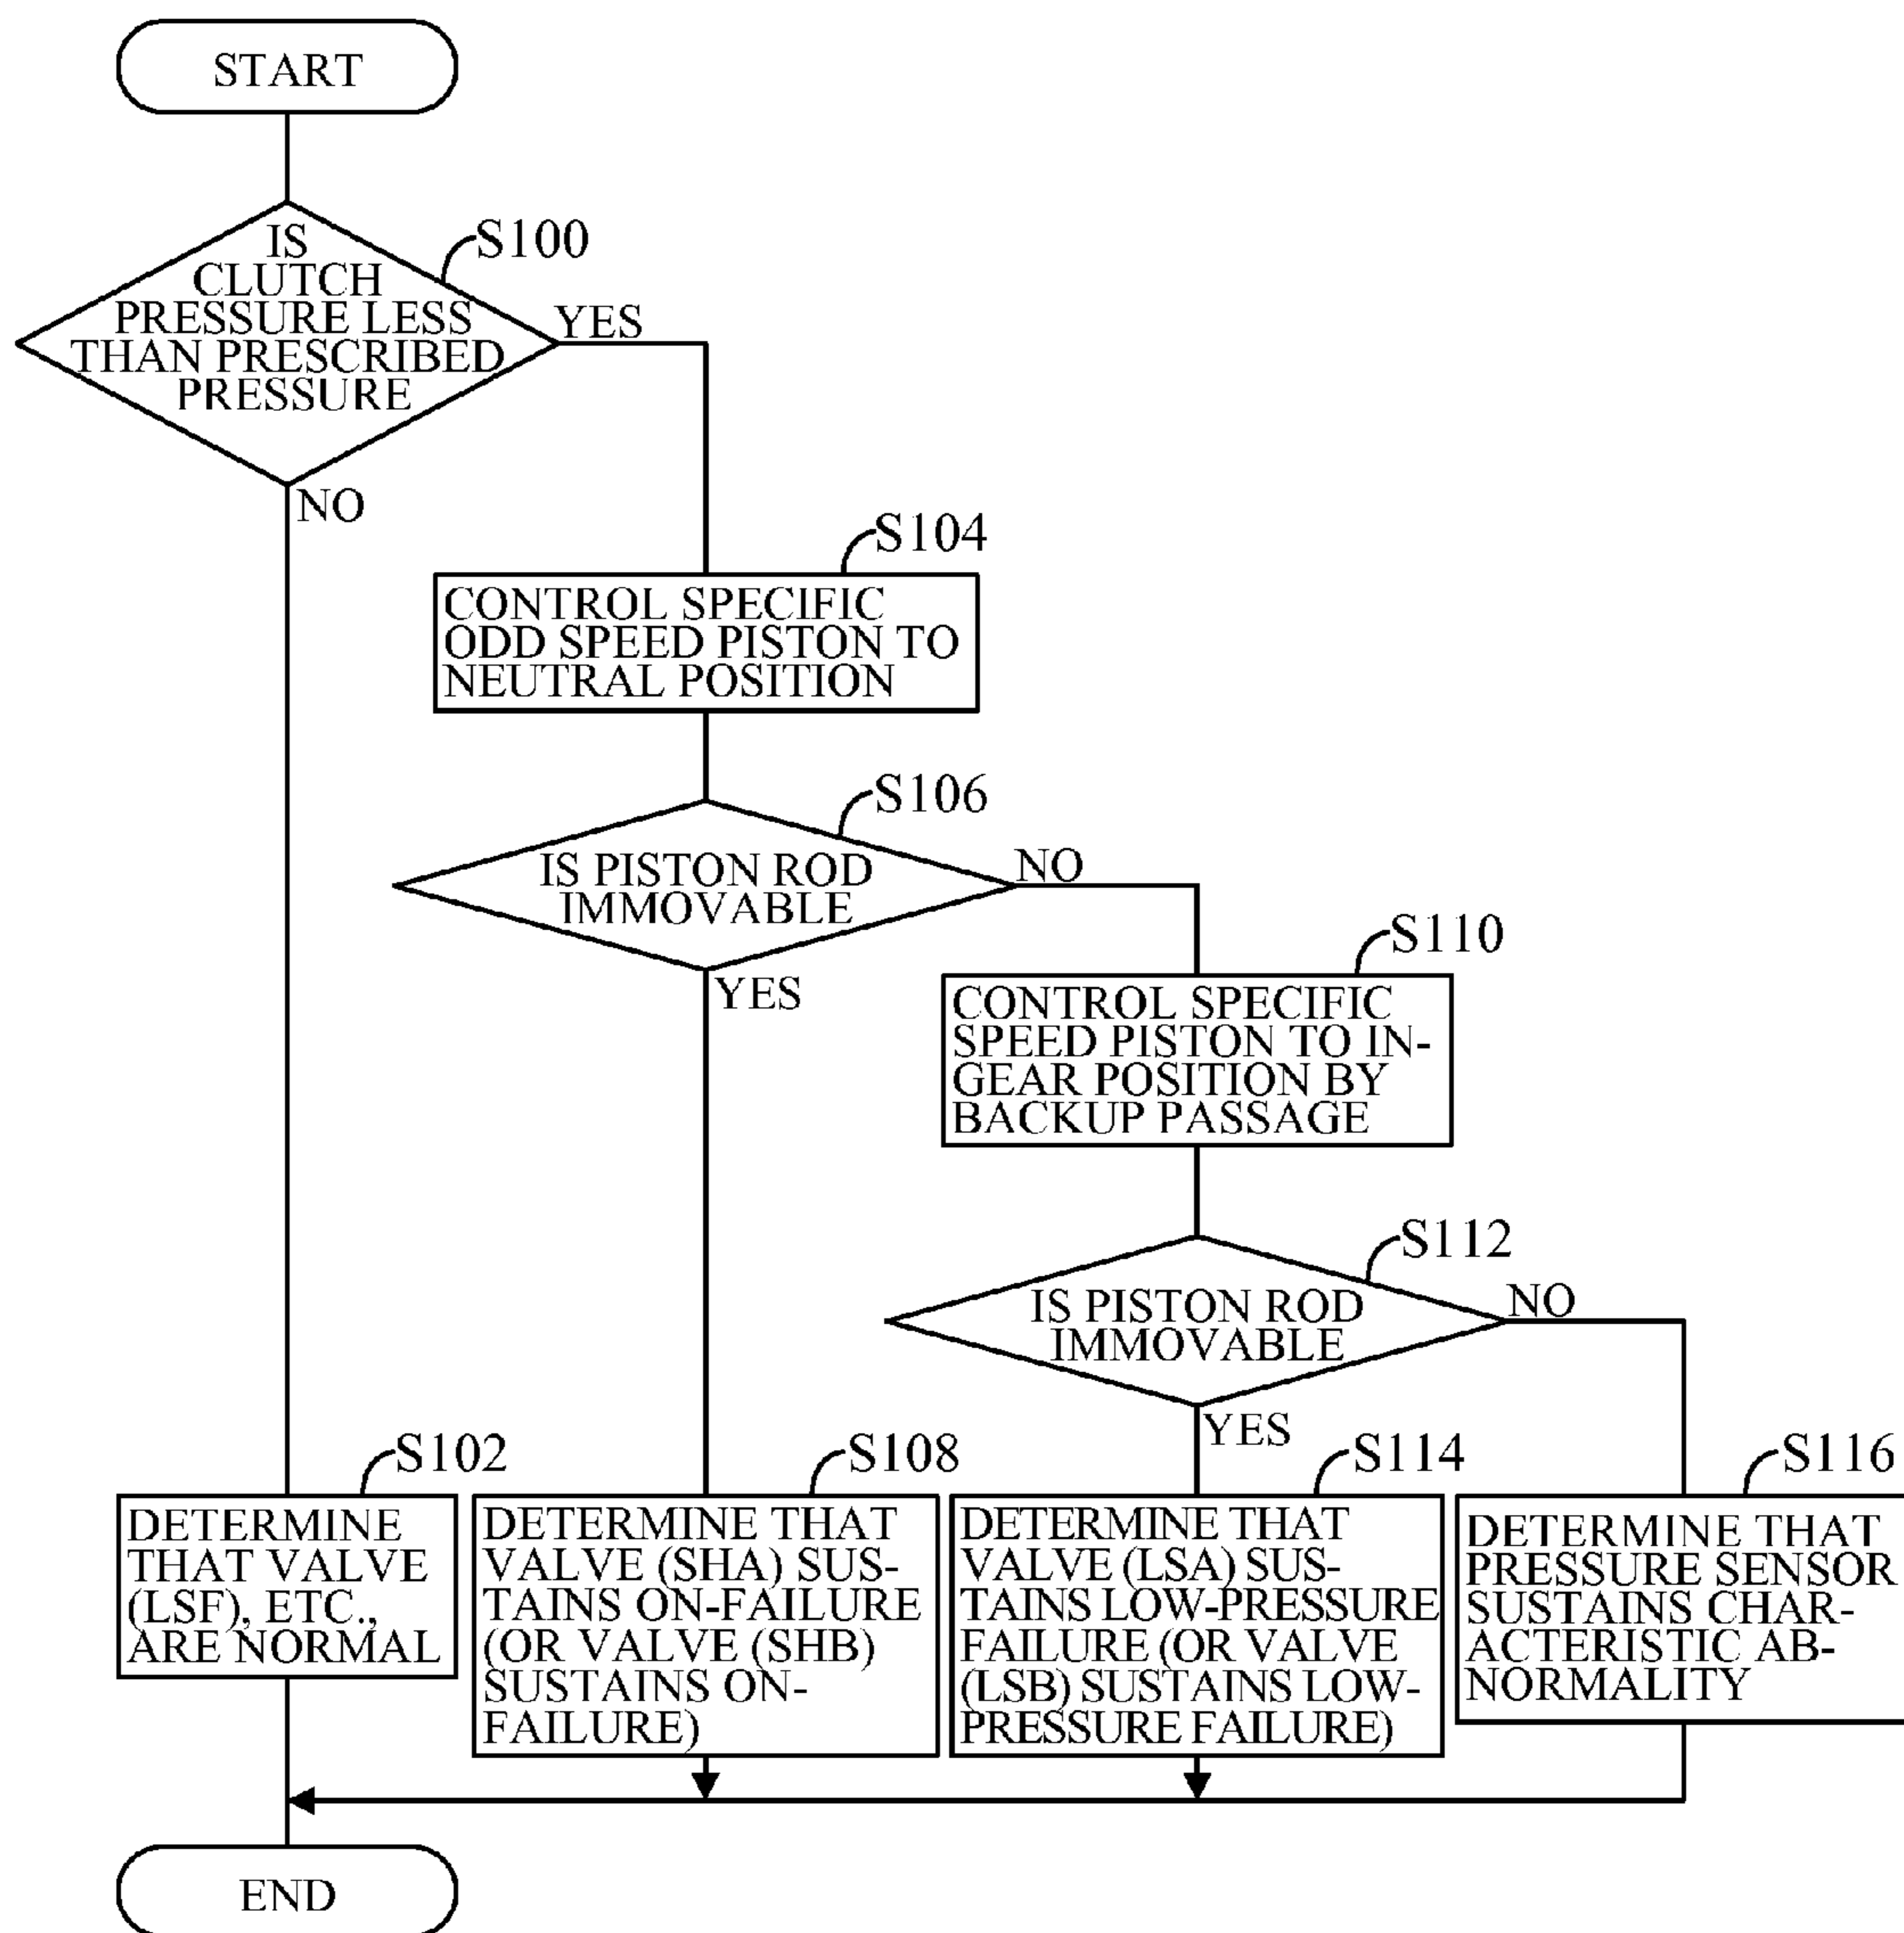 START
S100
IS
CLUTCH
PRESSURE LESS
THAN PRESCRIBED
PRESSURE
YES
NO
S104
CONTROL SPECIFIC
ODD SPEED PISTON TO
NEUTRAL POSITION
S106
IS PISTON ROD
IMMOVABLE
NO
YES
S110
CONTROL SPECIFIC
SPEED PISTON TO IN-
GEAR POSITION BY
BACKUP PASSAGE
S112
IS PISTON ROD
IMMOVABLE
NO
YES
S102
DETERMINE
THAT VALVE
(LSF), ETC.,
ARE NORMAL
S108
DETERMINE THAT
VALVE (SHA) SUS-
TAINS ON-FAILURE
(OR VALVE (SHB)
SUSTAINS ON-
FAILURE)
S114
DETERMINE THAT
VALVE (LSA) SUS-
TAINS LOW-PRESSURE
FAILURE (OR VALVE
(LSB) SUSTAINS LOW-
PRESSURE FAILURE)
S116
DETERMINE THAT
PRESSURE SENSOR
SUSTAINS CHAR-
ACTERISTIC AB-
NORMALITY
END